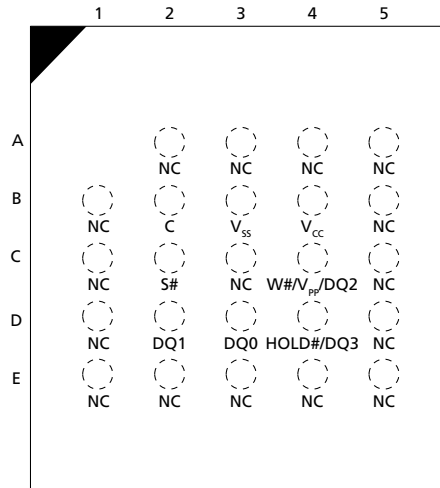 1 2 3 4 5
A
NC NC NC NC
B
NC C VSS VCC NC
C
NC S# NC W#/VPP/DQ2 NC
D
NC DQ1 DQ0 HOLD#/DQ3 NC
E
NC NC NC NC NC